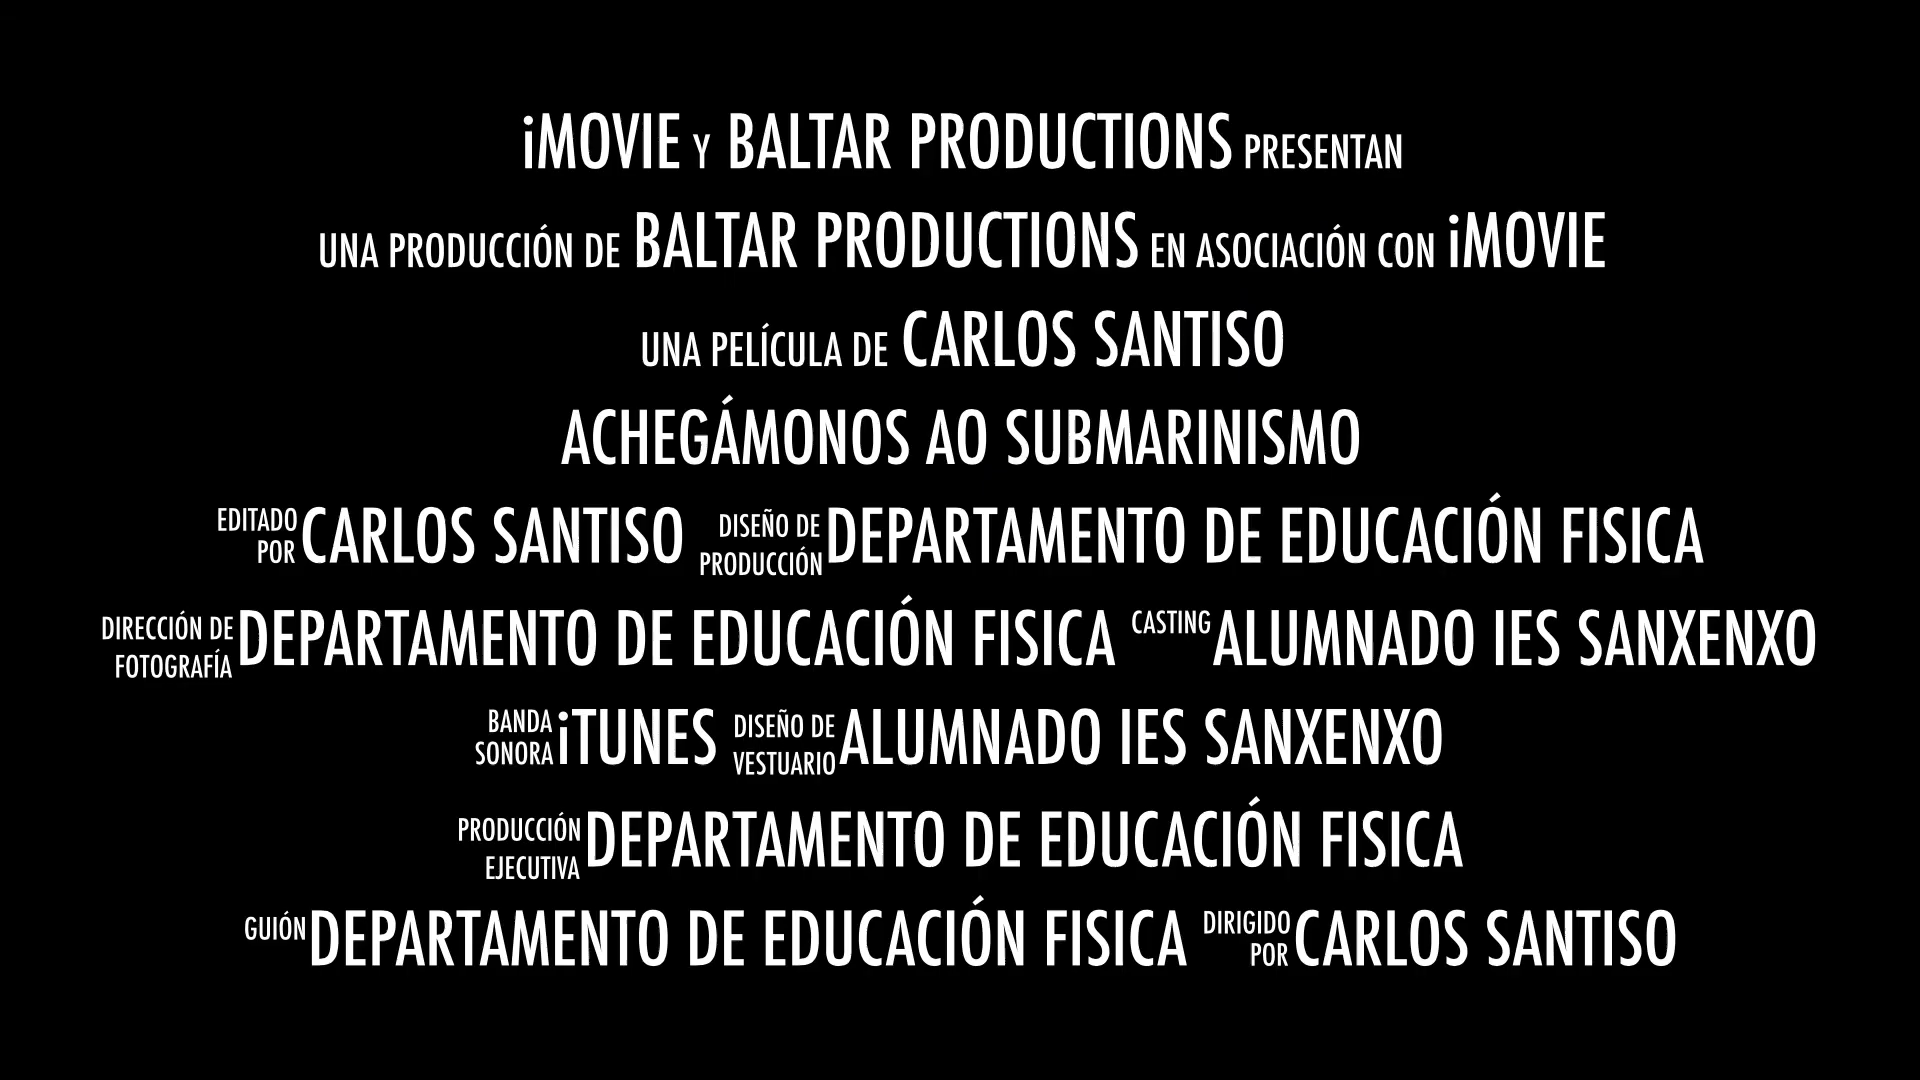 iMOVIE Y BALTAR PRODUCTIONS PRESENTAN
UNA PRODUCCIÓN DE BALTAR PRODUCTIONS EN ASOCIACIÓN CON iMOVIE
UNA PELÍCULA DE CARLOS SANTISO
ACHEGÁMONOS AO SUBMARINISMO
EDITADO POR CARLOS SANTISO DISEÑO DE PRODUCCIÓN DEPARTAMENTO DE EDUCACIÓN FISICA
DIRECCIÓN DE FOTOGRAFÍA DEPARTAMENTO DE EDUCACIÓN FISICA CASTING ALUMNADO IES SANXENXO
BANDA SONORA iTUNES DISEÑO DE VESTUARIO ALUMNADO IES SANXENXO
PRODUCCIÓN EJECUTIVA DEPARTAMENTO DE EDUCACIÓN FISICA
GUIÓN DEPARTAMENTO DE EDUCACIÓN FISICA DIRIGIDO POR CARLOS SANTISO